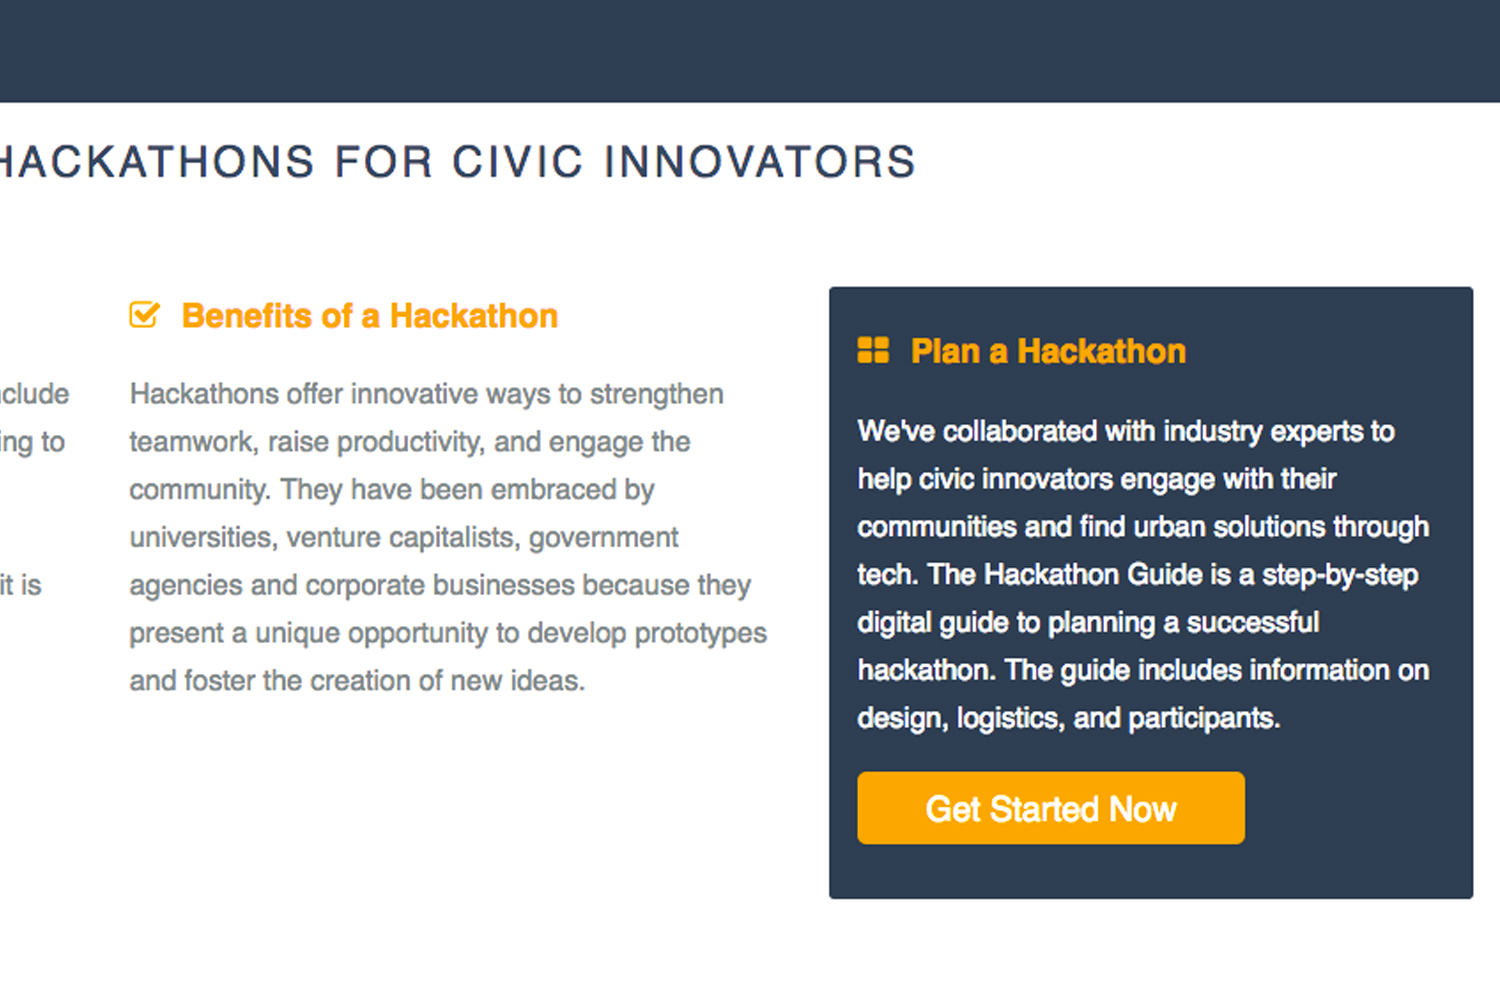 HACKATHONS FOR CIVIC INNOVATORS
nclude
ing to
it is
Benefits of a Hackathon
Hackathons offer innovative ways to strengthen
teamwork, raise productivity, and engage the
community. They have been embraced by
universities, venture capitalists, government
agencies and corporate businesses because they
present a unique opportunity to develop prototypes
and foster the creation of new ideas.
Plan a Hackathon
We've collaborated with industry experts to
help civic innovators engage with their
communities and find urban solutions through
tech. The Hackathon Guide is a step-by-step
digital guide to planning a successful
hackathon. The guide includes information on
design, logistics, and participants.
Get Started Now